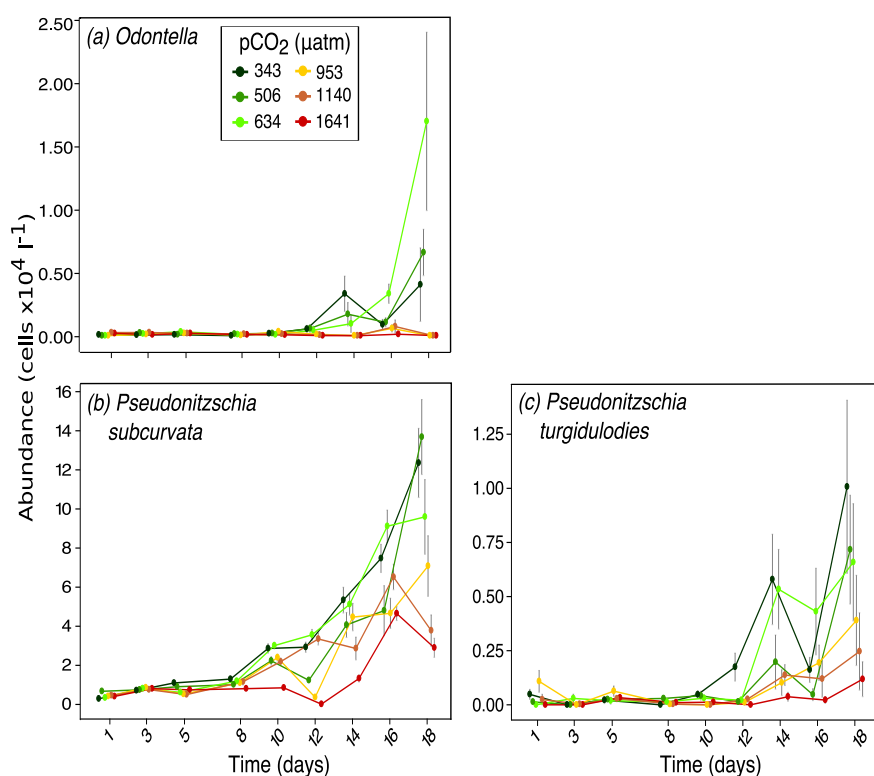 Abundance (cells x10⁴ l⁻¹)
(a) Odontella
pCO₂ (µatm)
343 953
506 1140
634 1641
2.50
2.00
1.50
1.00
0.50
0.00
(b) Pseudonitzschia
subcurvata
16
14
12
10
8
6
4
2
0
1 3 5 8 10 12 14 16 18
Time (days)
(c) Pseudonitzschia
turgidulodies
1.25
1.00
0.75
0.50
0.25
0.00
1 3 5 8 10 12 14 16 18
Time (days)